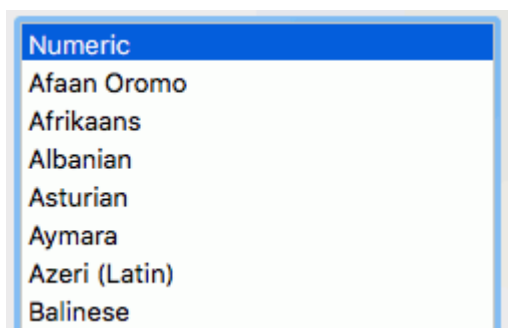 Numeric
Afaan Oromo
Afrikaans
Albanian
Asturian
Aymara
Azeri (Latin)
Balinese